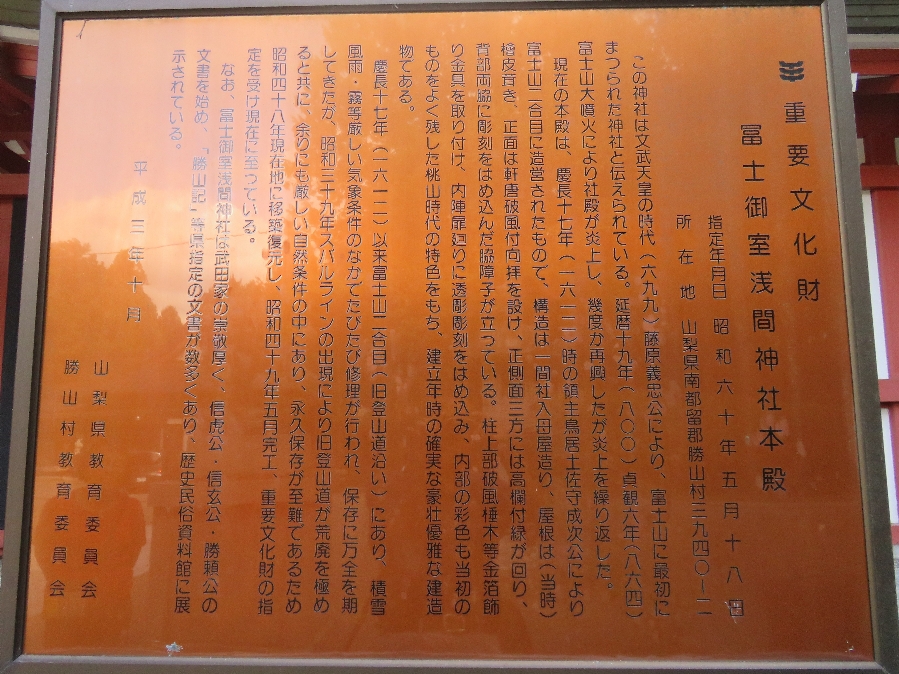 重要文化財
冨士御室浅間神社本殿
指定年月日 昭和六十年五月十八日
所在地 山梨県南都留郡勝山村三九四〇―二
この神社は文武天皇の時代(六九九)藤原義忠公により、富士山に最初に
まつられた神社と伝えられている。延暦十九年(八〇〇)貞観六年(八六四)
富士山大噴火により社殿が炎上し、幾度か再興したが炎上を繰り返した。
現在の本殿は、慶長十七年(一六一二)時の領主鳥居土佐守成次公により
富士山二合目に造営されたもので、構造は一間社入母屋造り、屋根は(当時)
檜皮葺き、正面は軒唐破風付向拝を設け、正側面三方には高欄付縁が回り、
背部両脇に彫刻をはめ込んだ脇障子が立っている。柱上部破風棰木等金箔飾
り金具を取り付け、内陣扉廻りに透彫彫刻をはめ込み、内部の彩色も当初の
ものをよく残した桃山時代の特色をもち、建立年時の確実な豪壮優雅な建造
物である。
慶長十七年(一六一二)以来富士山二合目(旧登山道沿い)にあり、積雪
風雨・霧等厳しい気象条件のなかでたびたび修理が行われ、保存に万全を期
してきたが、昭和三十九年スバルラインの出現により旧登山道が荒廃を極め
ると共に、余りにも厳しい自然条件の中にあり、永久保存が至難であるため
昭和四十八年現在地に移築復元し、昭和四十九年五月完工、重要文化財の指
定を受け現在に至っている。
なお、冨士御室浅間神社は武田家の崇敬厚く、信虎公・信玄公・勝頼公の
文書を始め、「勝山記」等県指定の文書が数多くあり、歴史民俗資料館に展
示されている。
平成三年十月
山梨県教育委員会
勝山村教育委員会